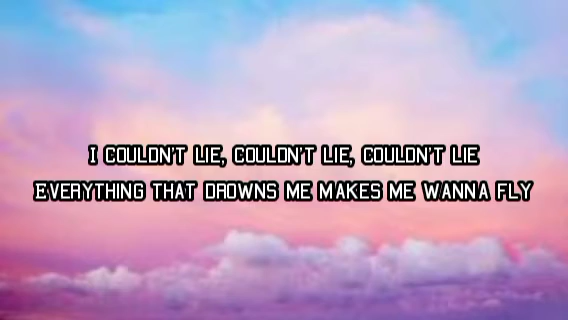 I COULDN'T LIE, COULDN'T LIE, COULDN'T LIE
EVERYTHING THAT DROWNS ME MAKES ME WANNA FLY